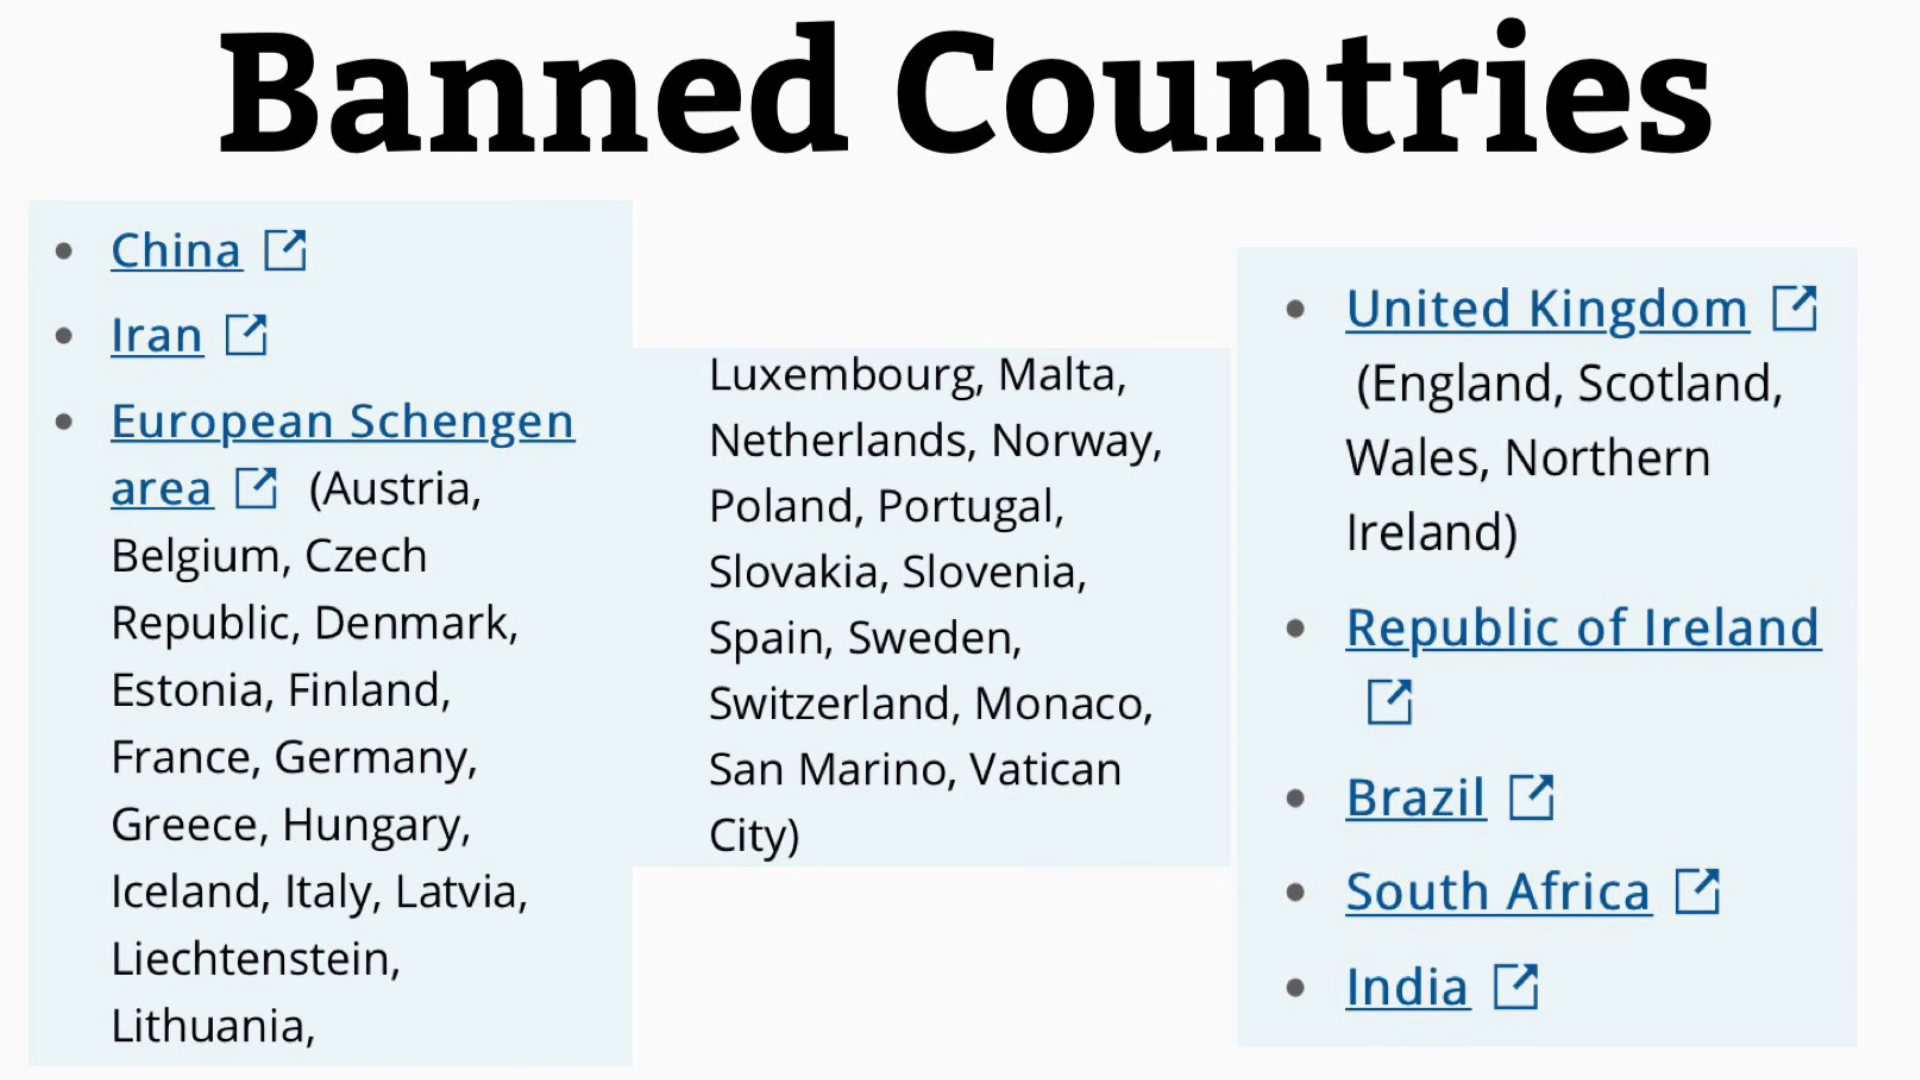 Banned Countries
China
Iran
European Schengen
area (Austria,
Belgium, Czech
Republic, Denmark,
Estonia, Finland,
France, Germany,
Greece, Hungary,
Iceland, Italy, Latvia,
Liechtenstein,
Lithuania,
Luxembourg, Malta,
Netherlands, Norway,
Poland, Portugal,
Slovakia, Slovenia,
Spain, Sweden,
Switzerland, Monaco,
San Marino, Vatican
City)
United Kingdom
(England, Scotland,
Wales, Northern
Ireland)
Republic of Ireland
Brazil
South Africa
India